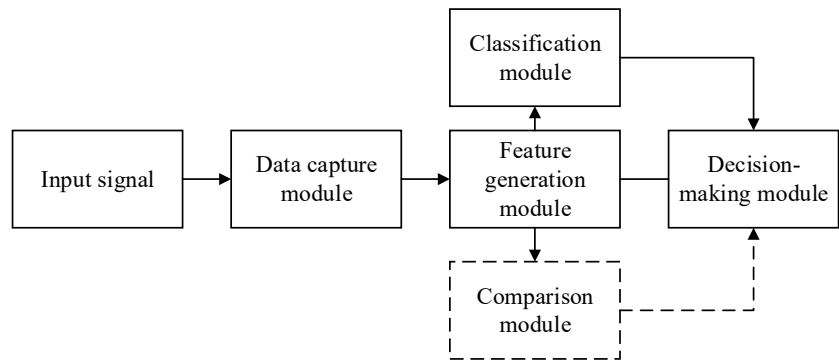 Classification
module
Input signal
Data capture
module
Feature
generation
module
Decision-
making module
Comparison
module